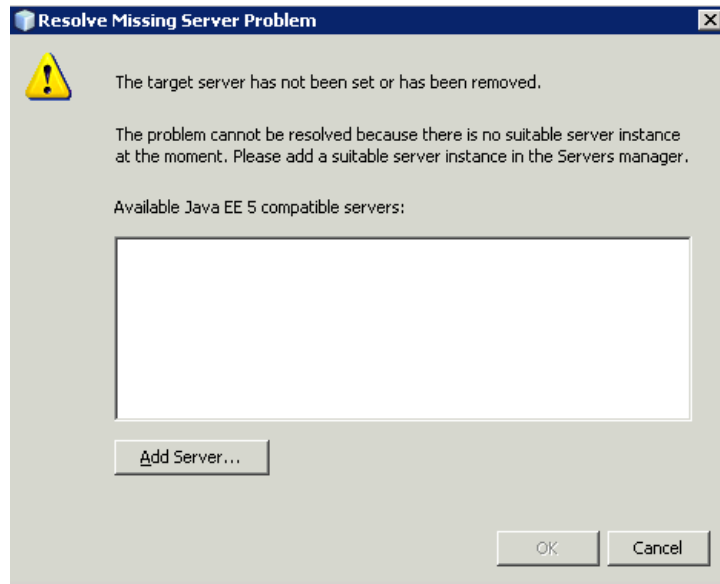 Resolve Missing Server Problem
The target server has not been set or has been removed.
The problem cannot be resolved because there is no suitable server instance
at the moment. Please add a suitable server instance in the Servers manager.
Available Java EE 5 compatible servers:
Add Server...
OK
Cancel